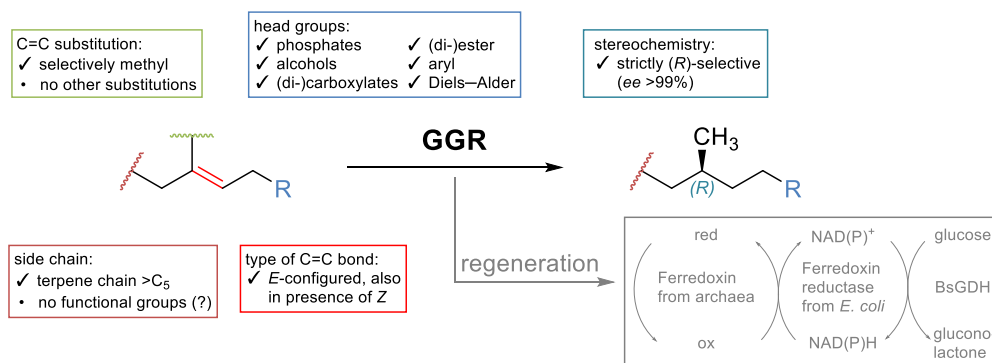 C=C substitution:
✓ selectively methyl
• no other substitutions
head groups:
✓ phosphates ✓ (di-)ester
✓ alcohols ✓ aryl
✓ (di-)carboxylates ✓ Diels—Alder
stereochemistry:
✓ strictly (R)-selective
(ee >99%)
R
GGR
CH3
(R)
R
side chain:
✓ terpene chain >C5
• no functional groups (?)
type of C=C bond:
✓ E-configured, also
in presence of Z
regeneration
red
Ferredoxin
from archaea
ox
NAD(P)+
Ferredoxin
reductase
from E. coli
NAD(P)H
glucose
BsGDH
glucono
lactone